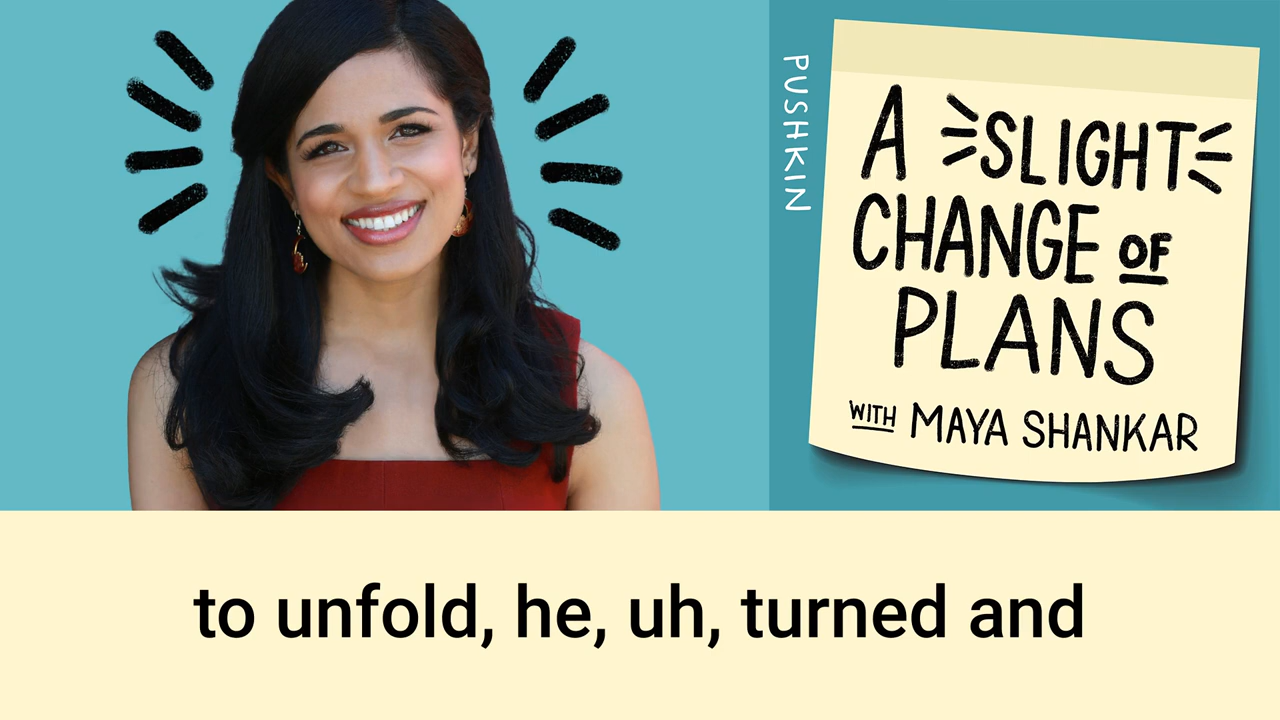 PUSHKIN
A SLIGHT
CHANGE OF
PLANS
WITH MAYA SHANKAR
to unfold, he, uh, turned and